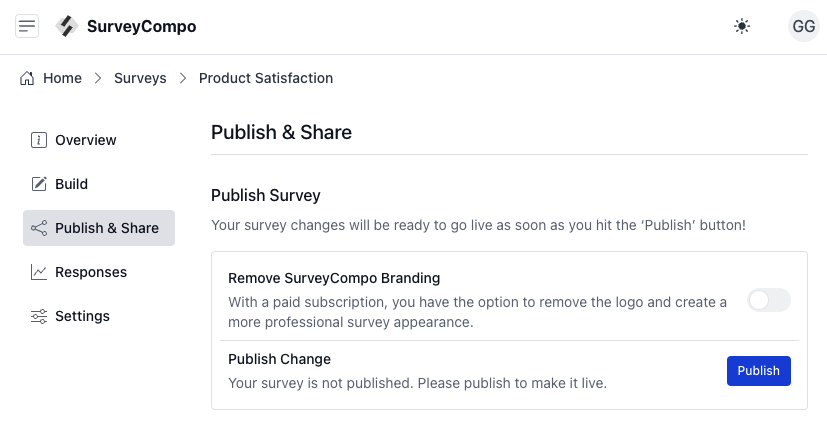 SurveyCompo
GG
Home
Surveys
Product Satisfaction
Overview
Build
Publish & Share
Responses
Settings
Publish & Share
Publish Survey
Your survey changes will be ready to go live as soon as you hit the ‘Publish’ button!
Remove SurveyCompo Branding
With a paid subscription, you have the option to remove the logo and create a
more professional survey appearance.
Publish Change
Your survey is not published. Please publish to make it live.
Publish